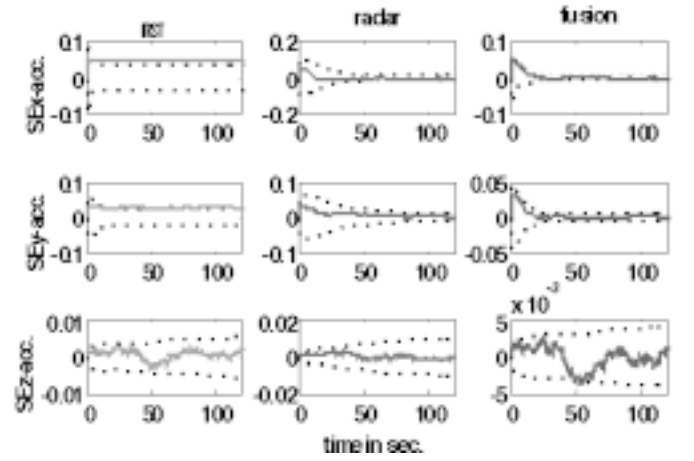 IRST radar fusion
SEx-acc. 0.1 0 -0.1 0 50 100
0.2 0 -0.2 0 50 100
0.1 0 -0.1 0 50 100
SEy-acc. 0.1 0 -0.1 0 50 100
0.1 0 -0.1 0 50 100
0.05 0 -0.05 0 50 100
SEz-acc. 0.01 0 -0.01 0 50 100
0.02 0 -0.02 0 50 100
x 10⁻³ 5 0 -5 0 50 100
time in sec.